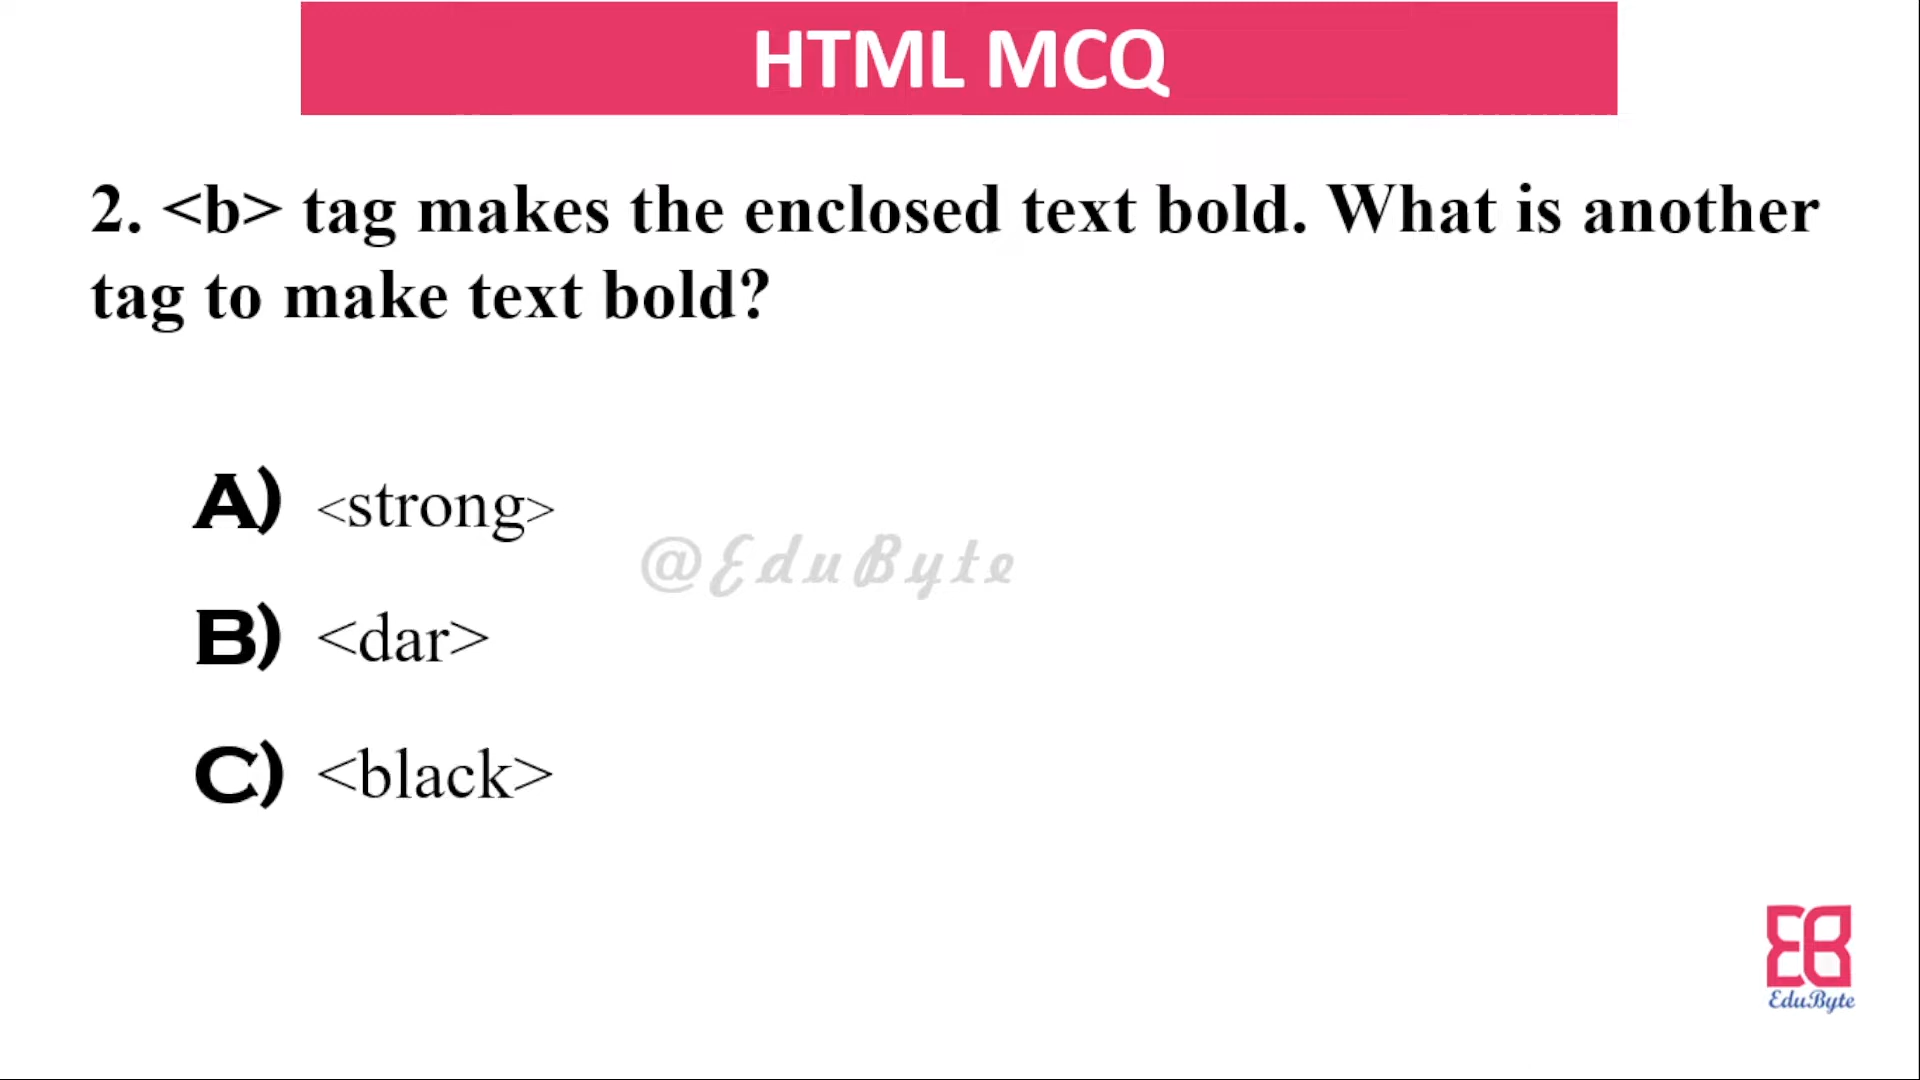 HTML MCQ
2. <b> tag makes the enclosed text bold. What is another
tag to make text bold?
A) <strong>
@EduByte
B) <dar>
C) <black>
EB
EduByte